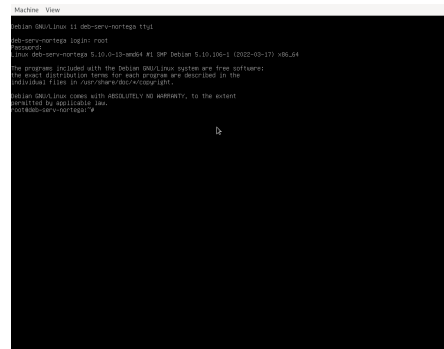 Machine View
Debian GNU/Linux 11 deb-serv-nortega tty1
deb-serv-nortega login: root
Password:
Linux deb-serv-nortega 5.10.0-13-amd64 #1 SMP Debian 5.10.106-1 (2022-03-17) x86_64
The programs included with the Debian GNU/Linux system are free software;
the exact distribution terms for each program are described in the
individual files in /usr/share/doc/*/copyright.
Debian GNU/Linux comes with ABSOLUTELY NO WARRANTY, to the extent
permitted by applicable law.
root@deb-serv-nortega:~#